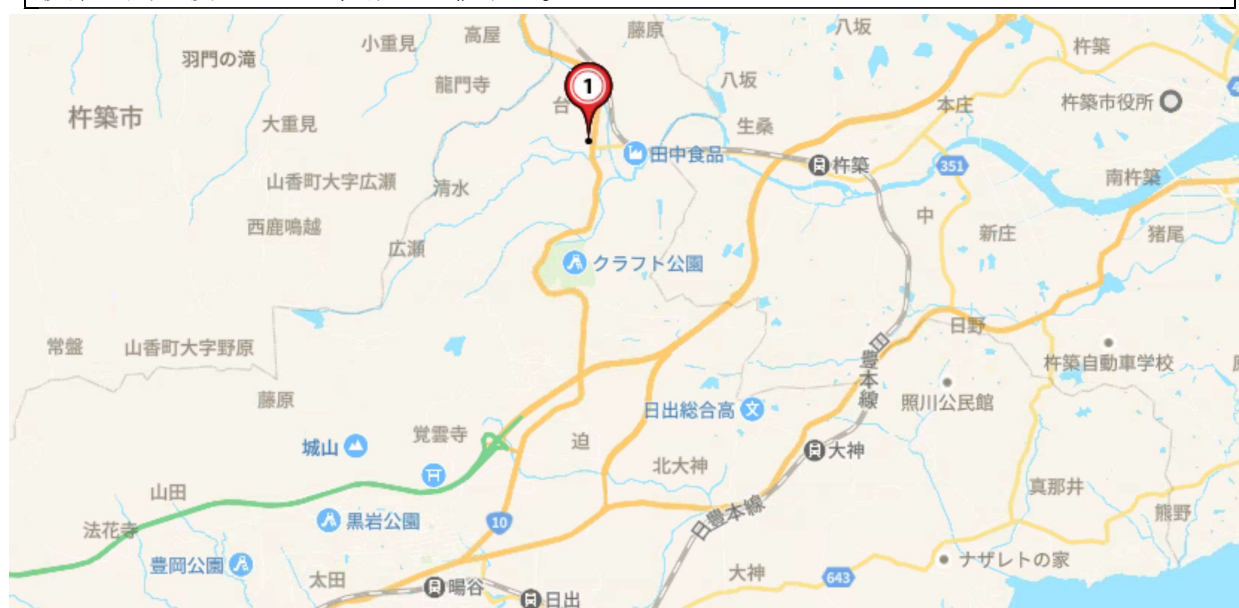 藤原
八坂
高屋
小重見
杵築
羽門の滝
龍門寺
八坂
1
台
本庄
杵築市役所
杵築市
大重見
生桑
田中食品
杵築
351
山香町大字広瀬
清水
南杵築
西鹿鳴越
中
新庄
猪尾
広瀬
クラフト公園
日野
常盤
山香町大字野原
杵築自動車学校
豊本線
藤原
日出総合高
照川公民館
覚雲寺
迫
城山
大神
北大神
山田
真那井
熊野
法花寺
黒岩公園
10
日豊本線
豊岡公園
太田
暘谷
日出
大神
643
ナザレトの家